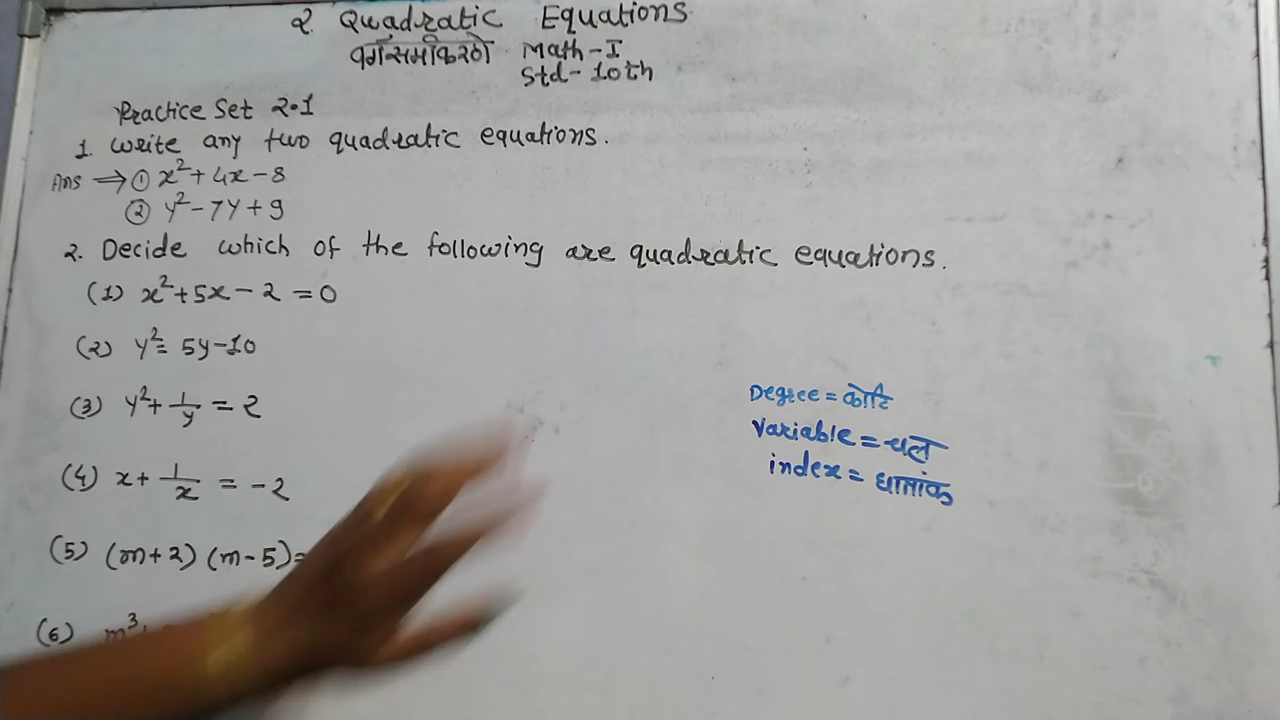 2. Quadratic Equations
वर्गसमीकरणे Math-I
Std-10th
Practice Set 2.1
1. Write any two quadratic equations.
Ans ⇒ ① x²+4x-8
② y²-7y+9
2. Decide which of the following are quadratic equations.
(1) x²+5x-2=0
(2) y²= 5y-10
(3) y²+ 1/y = 2
Degree = कोटि
Variable = चल
(4) x+ 1/x = -2
index = घातांक
(5) (m+2) (m-5)=
(6) m³